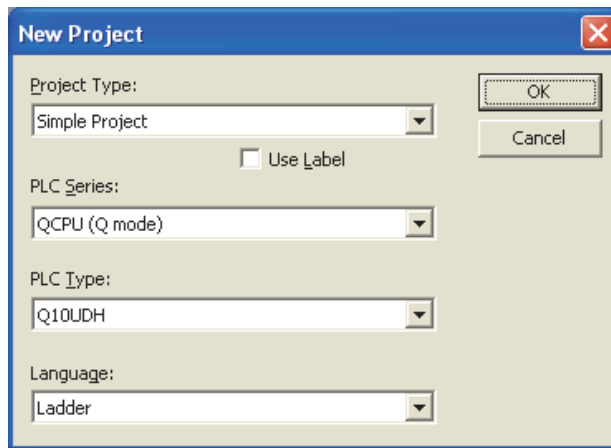 New Project
Project Type:
OK
Simple Project
Cancel
Use Label
PLC Series:
QCPU (Q mode)
PLC Type:
Q10UDH
Language:
Ladder